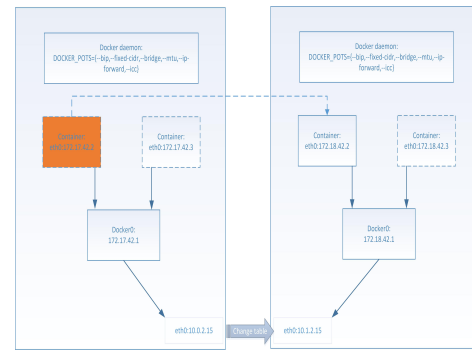 Docker daemon:
DOCKER_POTS={--bip,--fixed-cidr,--bridge,--mtu,--ip-
forward,--icc}
Container:
eth0:172.17.42.2
Container:
eth0:172.17.42.3
Docker0:
172.17.42.1
eth0:10.0.2.15
Change table
Docker daemon:
DOCKER_POTS={--bip,--fixed-cidr,--bridge,--mtu,--ip-
forward,--icc}
Container:
eth0:172.18.42.2
Container:
eth0:172.18.42.3
Docker0:
172.18.42.1
eth0:10.1.2.15